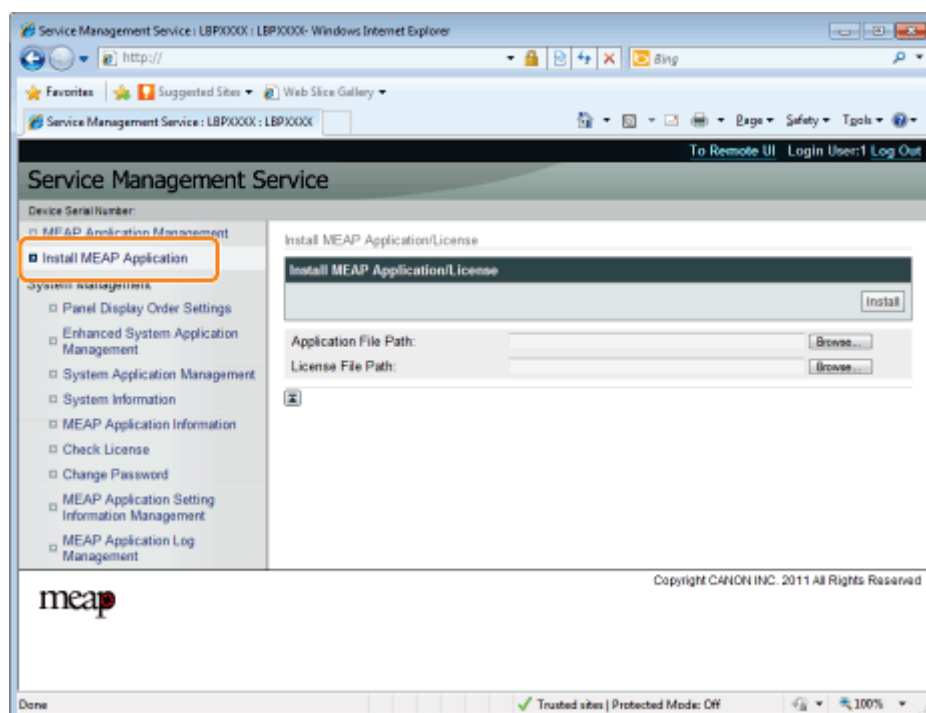 Service Management Service : LBPXXXX : LBPXXXX- Windows Internet Explorer
http://
Bing
Favorites Suggested Sites Web Slice Gallery
Service Management Service : LBPXXXX : LBPXXXX
Page Safety Tools
To Remote UI Login User:1 Log Out
Service Management Service
Device Serial Number:
MEAP Application Management
Install MEAP Application
System Management
Panel Display Order Settings
Enhanced System Application
Management
System Application Management
System Information
MEAP Application Information
Check License
Change Password
MEAP Application Setting
Information Management
MEAP Application Log
Management
Install MEAP Application/License
Install MEAP Application/License
Install
Application File Path:
Browse...
License File Path:
Browse...
Copyright CANON INC. 2011 All Rights Reserved
meap
Done
Trusted sites | Protected Mode: Off
100%